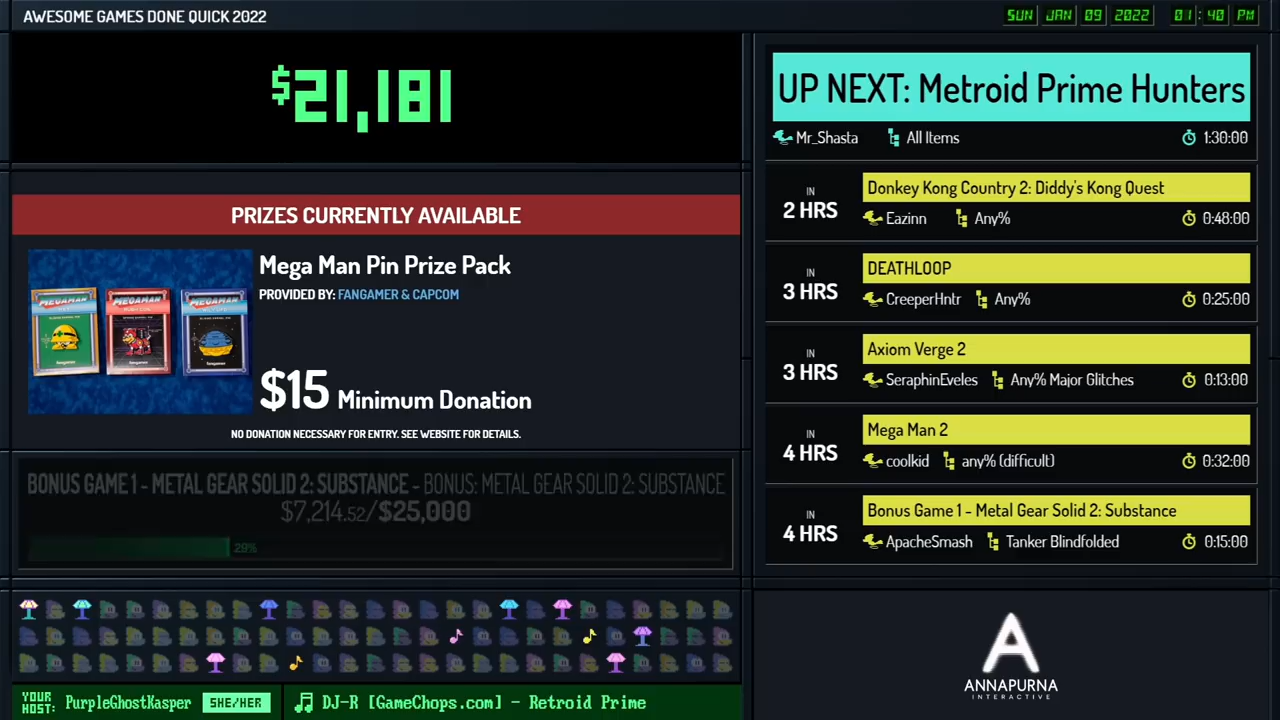 AWESOME GAMES DONE QUICK 2022
SUN JAN 09 2022 01:40 PM
$21,181
PRIZES CURRENTLY AVAILABLE
MEGAMAN MEGAMAN MEGAMAN
Mega Man Pin Prize Pack
PROVIDED BY: FANGAMER & CAPCOM
$15 Minimum Donation
NO DONATION NECESSARY FOR ENTRY. SEE WEBSITE FOR DETAILS.
BONUS GAME 1 - METAL GEAR SOLID 2: SUBSTANCE - BONUS: METAL GEAR SOLID 2: SUBSTANCE
$7,214.52/$25,000
29%
YOUR HOST: PurpleGhostKasper SHE/HER
DJ-R [GameChops.com] - Retroid Prime
UP NEXT: Metroid Prime Hunters
Mr_Shasta All Items 1:30:00
IN 2 HRS
Donkey Kong Country 2: Diddy's Kong Quest
Eazinn Any% 0:48:00
IN 3 HRS
DEATHLOOP
CreeperHntr Any% 0:25:00
IN 3 HRS
Axiom Verge 2
SeraphinEveles Any% Major Glitches 0:13:00
IN 4 HRS
Mega Man 2
coolkid any% (difficult) 0:32:00
IN 4 HRS
Bonus Game 1 - Metal Gear Solid 2: Substance
ApacheSmash Tanker Blindfolded 0:15:00
ANNAPURNA
INTERACTIVE